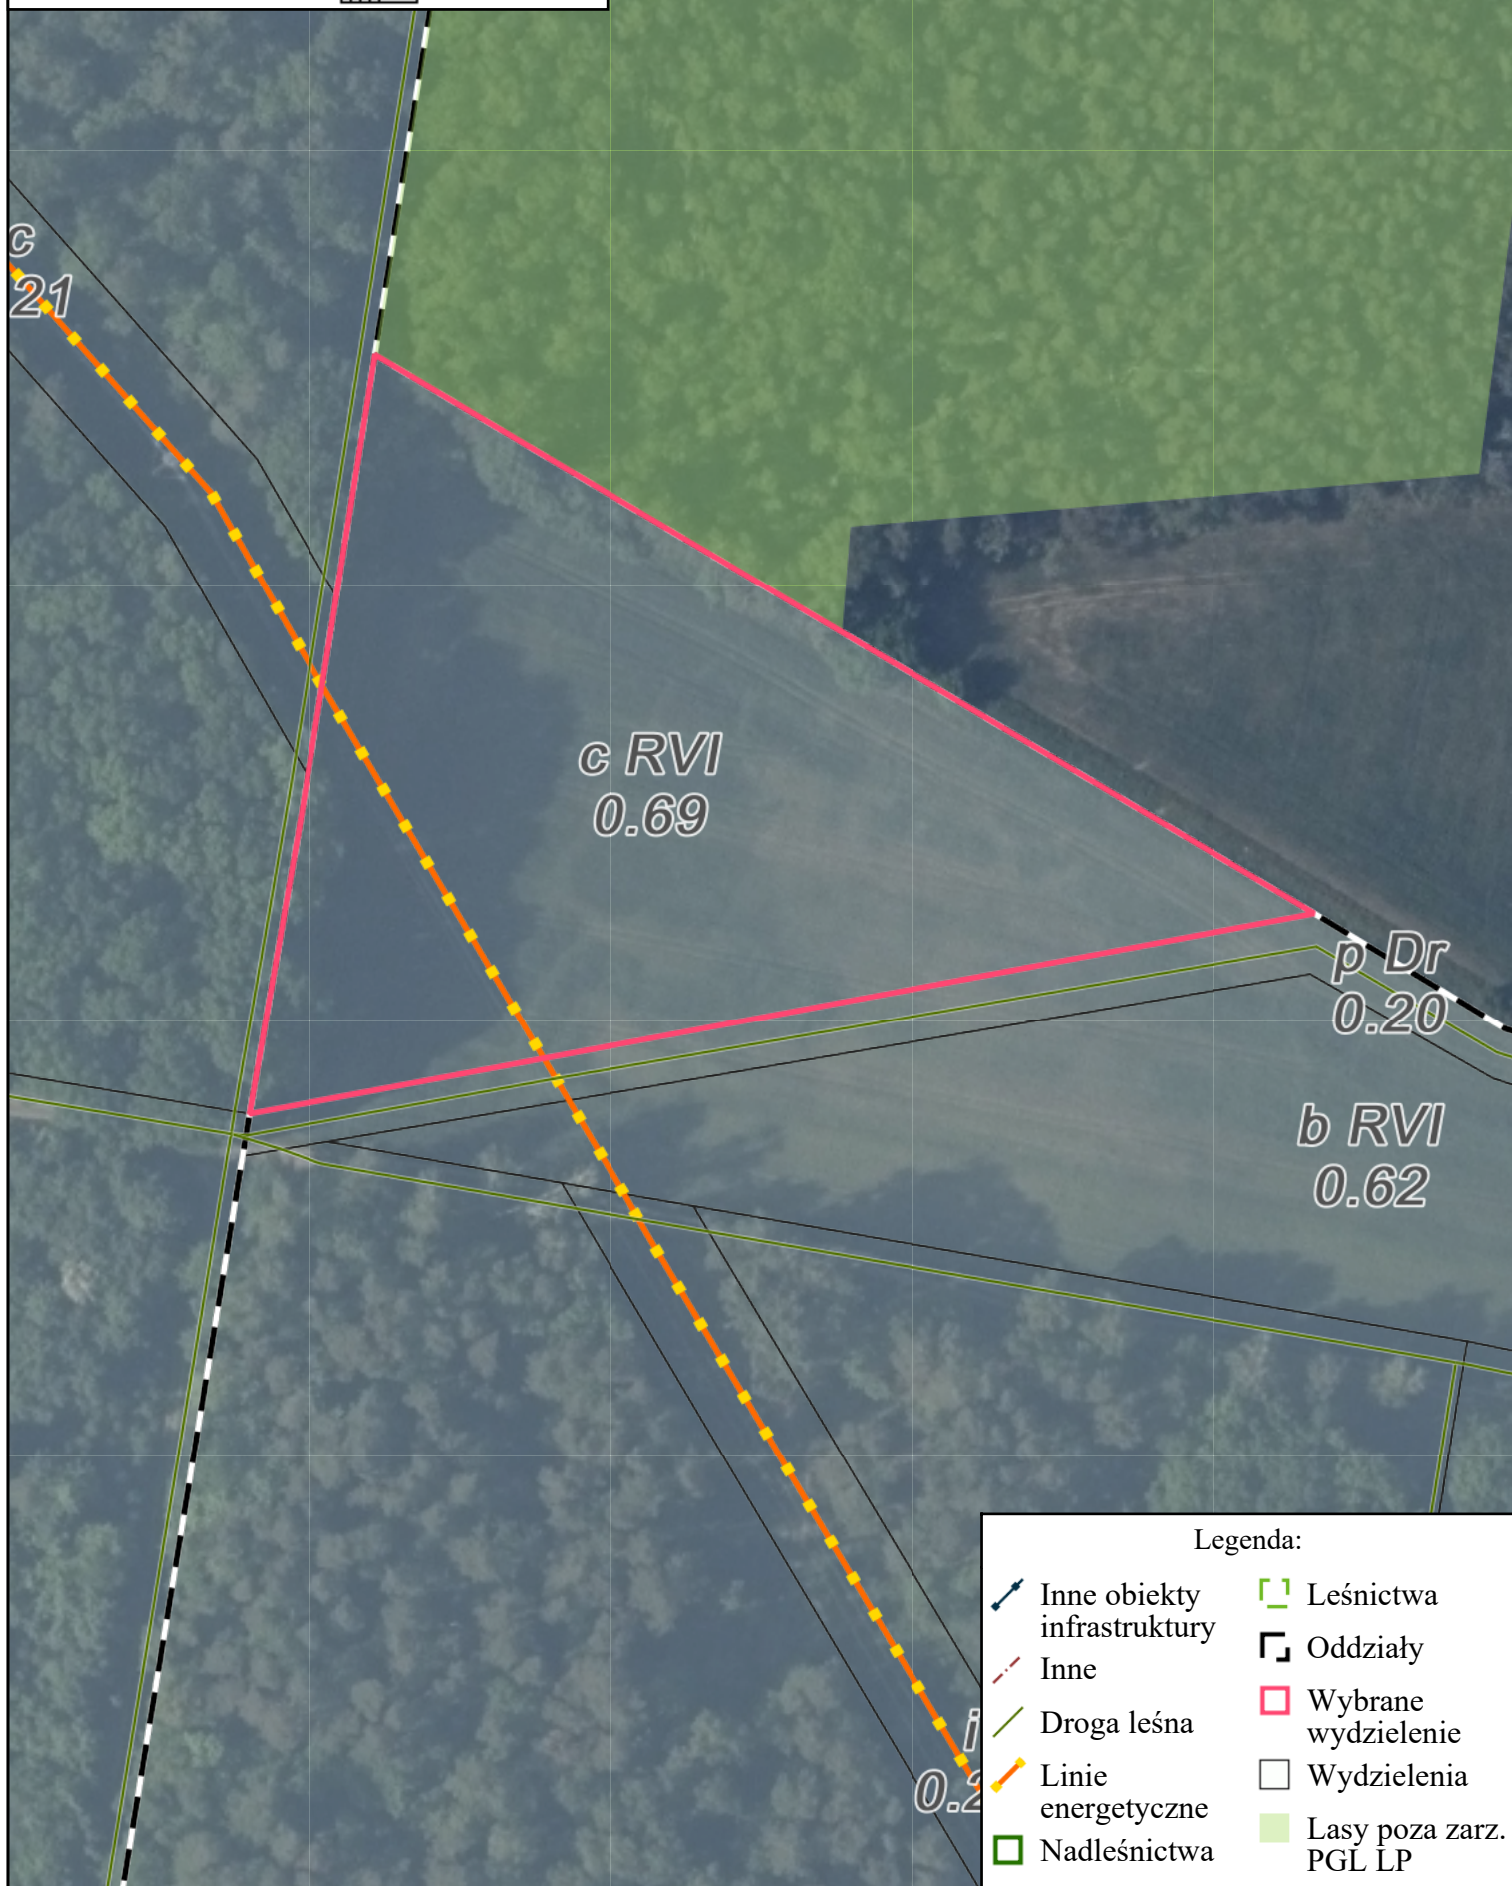 c
21
c RVI
0.69
p Dr
0.20
b RVI
0.62
i
Legenda:
Inne obiekty
infrastruktury
Inne
Droga leśna
Linie
energetyczne
Nadleśnictwa
Leśnictwa
Oddziały
Wybrane
wydzielenie
Wydzielenia
Lasy poza zarz.
PGL LP